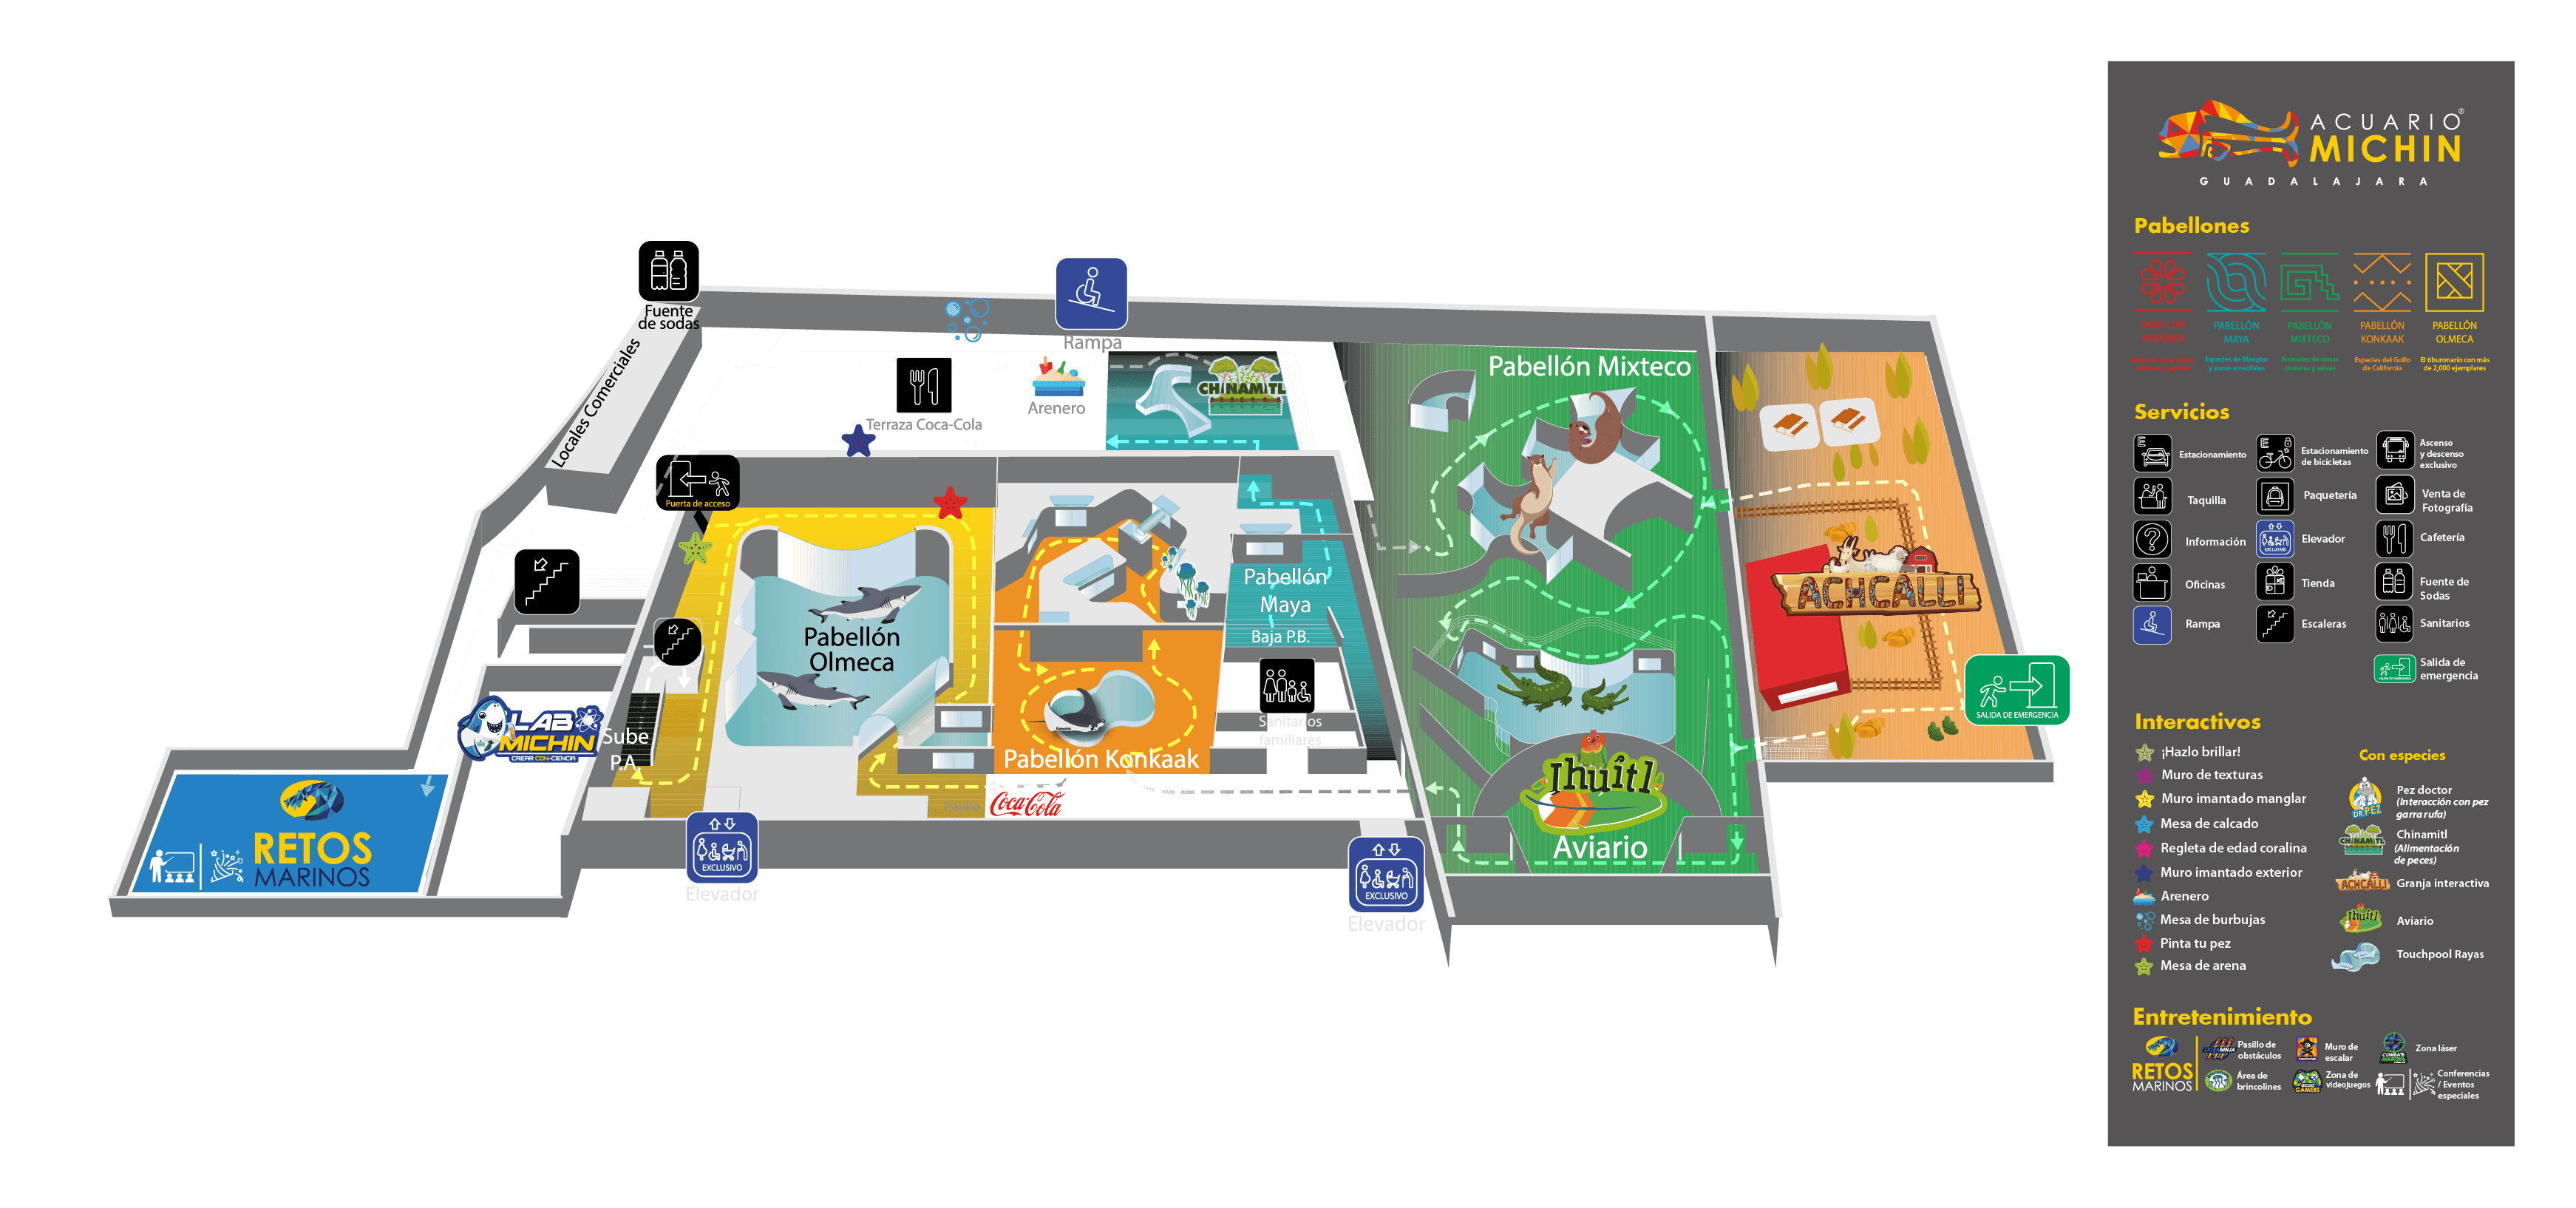 Fuente
de sodas
Locales Comerciales
Rampa
Terraza Coca-Cola
Arenero
CHINAMITL
Puerta de acceso
Pabellón Mixteco
Pabellón
Olmeca
Pabellón
Maya
Baja P.B.
Sanitarios
familiares
Pabellón Konkaak
ACHCALLI
SALIDA DE EMERGENCIA
LAB
MICHIN
CREAR CON-CIENCIA
Sube
P.A.
Pasillo
Coca-Cola
RETOS
MARINOS
EXCLUSIVO
Elevador
EXCLUSIVO
Elevador
Jhuitl
Aviario
ACUARIO®
MICHIN
GUADALAJARA
Pabellones
PABELLÓN
MAYA
Especies de Manglar
y zonas arrecifales
PABELLÓN
MIXTECO
PABELLÓN
KONKAAK
Especies del Golfo
de California
PABELLÓN
OLMECA
El tiburonario con más
de 2,000 ejemplares
Servicios
Estacionamiento
Estacionamiento
de bicicletas
Ascenso
y descenso
exclusivo
Taquilla
Paquetería
Venta de
Fotografía
Información
Elevador
Cafetería
Oficinas
Tienda
Fuente de
Sodas
Rampa
Escaleras
Sanitarios
Salida de
emergencia
Interactivos
¡Hazlo brillar!
Muro de texturas
Muro imantado manglar
Mesa de calcado
Regleta de edad coralina
Muro imantado exterior
Arenero
Mesa de burbujas
Pinta tu pez
Mesa de arena
Con especies
DR. PEZ
Pez doctor
(Interacción con pez
garra rufa)
CHINAMITL
Chinamitl
(Alimentación
de peces)
ACHCALLI
Granja interactiva
Jhuitl
Aviario
Touchpool Rayas
Entretenimiento
RETOS
MARINOS
Pasillo de
obstáculos
Muro de
escalar
Zona láser
Área de
brincolines
Zona de
videojuegos
Conferencias
/ Eventos
especiales